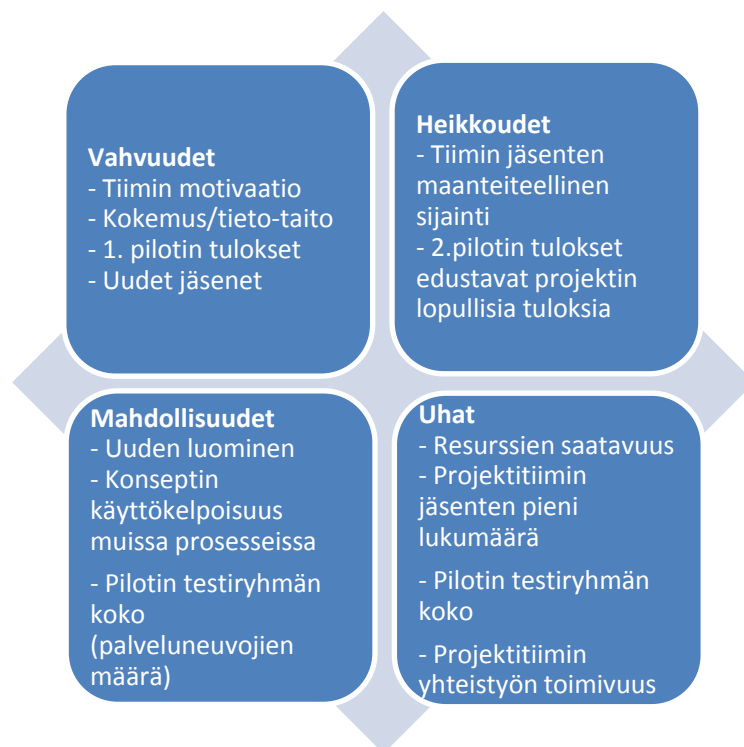 Vahvuudet
- Tiimin motivaatio
- Kokemus/tieto-taito
- 1. pilotin tulokset
- Uudet jäsenet
Heikkoudet
- Tiimin jäsenten
maanteiteellinen
sijainti
- 2.pilotin tulokset
edustavat projektin
lopullisia tuloksia
Mahdollisuudet
- Uuden luominen
- Konseptin
käyttökelpoisuus
muissa prosesseissa
- Pilotin testiryhmän
koko
(palveluneuvojien
määrä)
Uhat
- Resurssien saatavuus
- Projektitiimin
jäsenten pieni
lukumäärä
- Pilotin testiryhmän
koko
- Projektitiimin
yhteistyön toimivuus